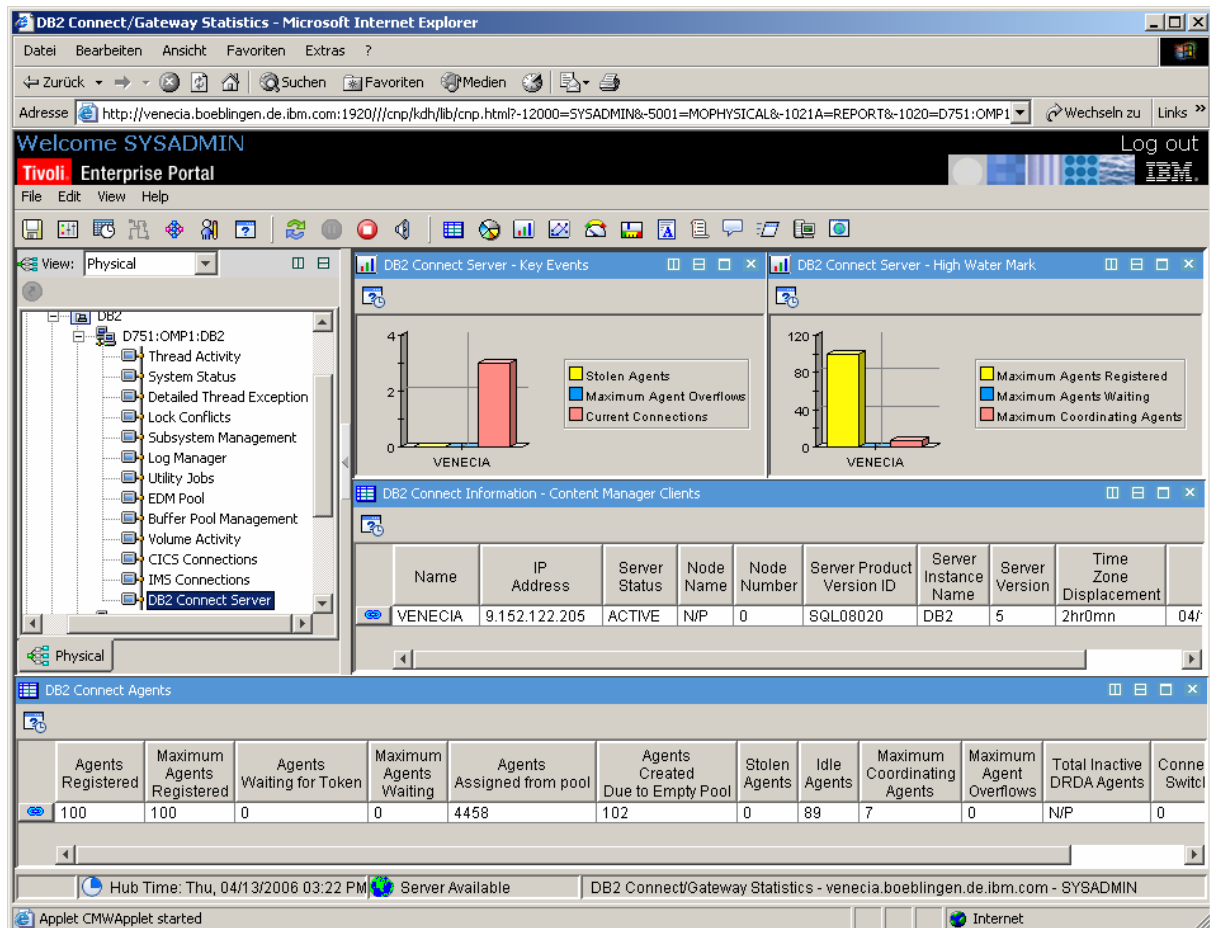 DB2 Connect/Gateway Statistics - Microsoft Internet Explorer
Datei Bearbeiten Ansicht Favoriten Extras ?
Zurück Suchen Favoriten Medien
Adresse http://venecia.boeblingen.de.ibm.com:1920///cnp/kdh/lib/cnp.html?-12000=SYSADMIN&-5001=MOPHYSICAL&-1021A=REPORT&-1020=D751:OMP1 Wechseln zu Links »
Welcome SYSADMIN Log out
Tivoli. Enterprise Portal IBM.
File Edit View Help
View: Physical
DB2
D751:OMP1:DB2
Thread Activity
System Status
Detailed Thread Exception
Lock Conflicts
Subsystem Management
Log Manager
Utility Jobs
EDM Pool
Buffer Pool Management
Volume Activity
CICS Connections
IMS Connections
DB2 Connect Server
Physical
DB2 Connect Server - Key Events
4
2
0
VENECIA
Stolen Agents
Maximum Agent Overflows
Current Connections
DB2 Connect Server - High Water Mark
120
80
40
0
VENECIA
Maximum Agents Registered
Maximum Agents Waiting
Maximum Coordinating Agents
DB2 Connect Information - Content Manager Clients
Name IP Address Server Status Node Name Node Number Server Product Version ID Server Instance Name Server Version Time Zone Displacement
VENECIA 9.152.122.205 ACTIVE N/P 0 SQL08020 DB2 5 2hr0mn 04/
DB2 Connect Agents
Agents Registered Maximum Agents Registered Agents Waiting for Token Maximum Agents Waiting Agents Assigned from pool Agents Created Due to Empty Pool Stolen Agents Idle Agents Maximum Coordinating Agents Maximum Agent Overflows Total Inactive DRDA Agents Conne Switc
100 100 0 0 4458 102 0 89 7 0 N/P 0
Hub Time: Thu, 04/13/2006 03:22 PM Server Available DB2 Connect/Gateway Statistics - venecia.boeblingen.de.ibm.com - SYSADMIN
Applet CMWApplet started Internet